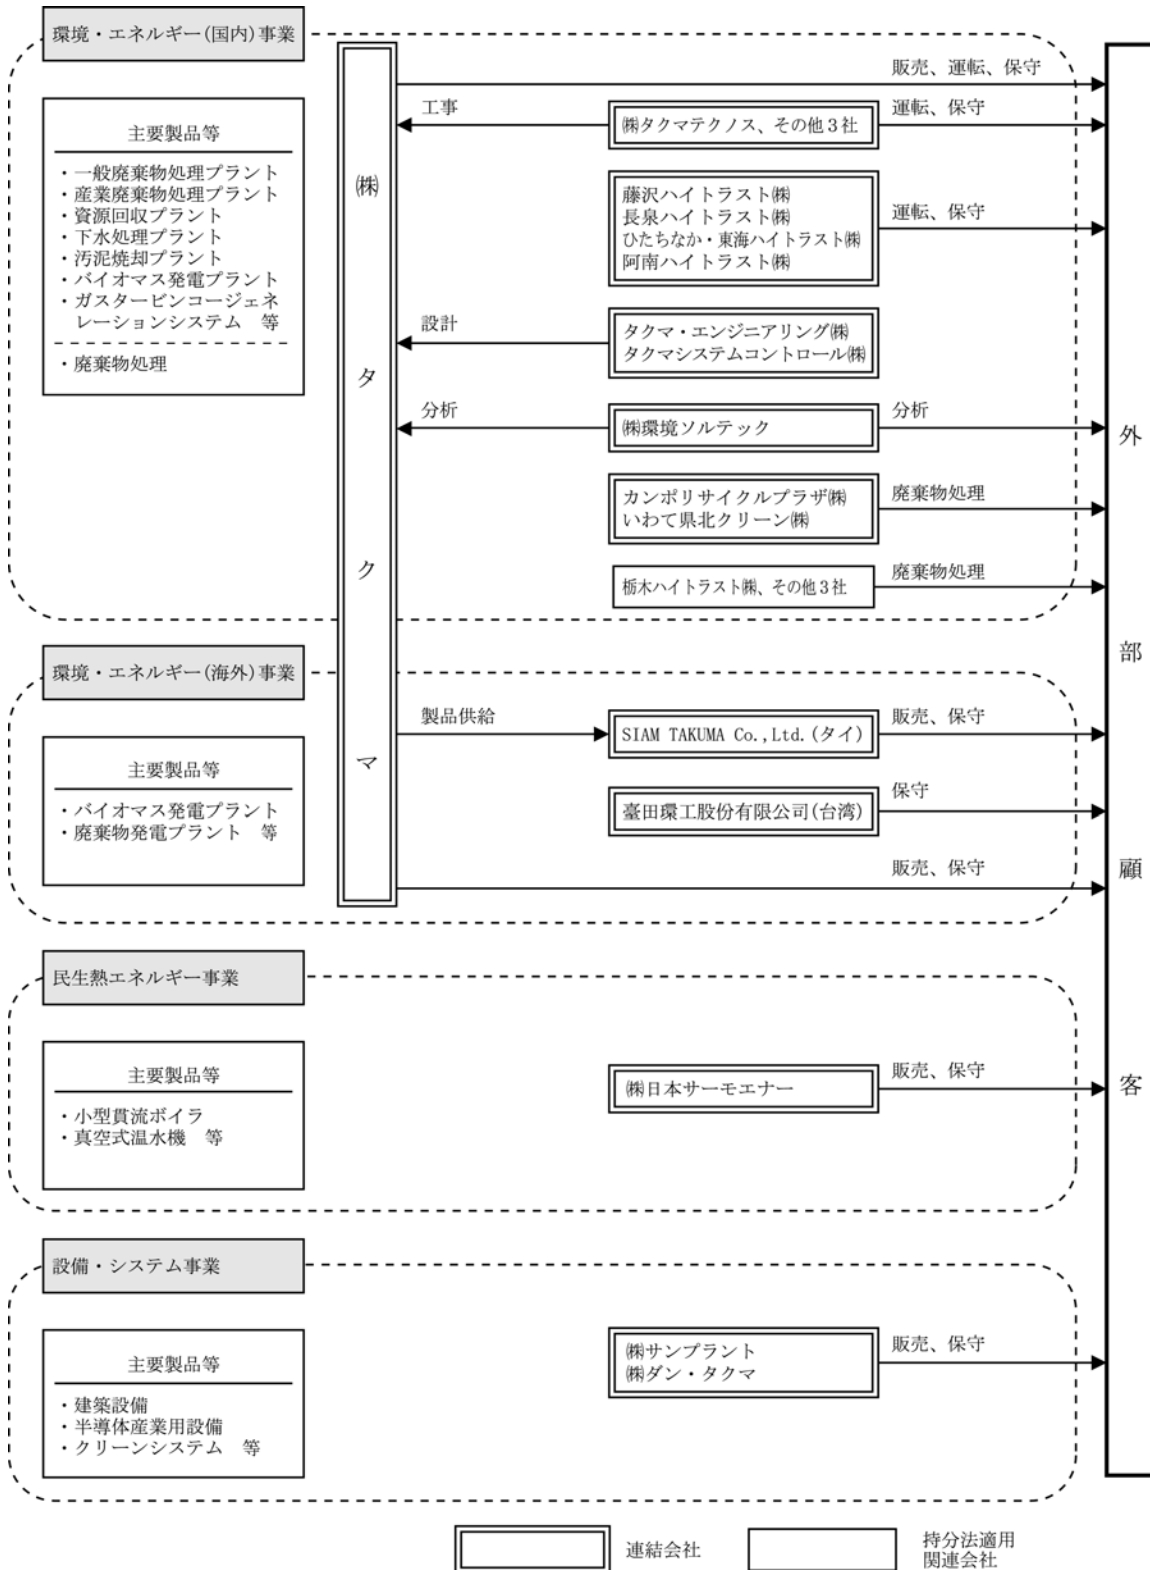 環境・エネルギー(国内)事業
主要製品等
・一般廃棄物処理プラント
・産業廃棄物処理プラント
・資源回収プラント
・下水処理プラント
・汚泥焼却プラント
・バイオマス発電プラント
・ガスタービンコージェネ
レーションシステム 等
・廃棄物処理
㈱タクマ
販売、運転、保守
工事
㈱タクマテクノス、その他3社
運転、保守
藤沢ハイトラスト㈱
長泉ハイトラスト㈱
ひたちなか・東海ハイトラスト㈱
阿南ハイトラスト㈱
運転、保守
設計
タクマ・エンジニアリング㈱
タクマシステムコントロール㈱
分析
㈱環境ソルテック
分析
カンポリサイクルプラザ㈱
いわて県北クリーン㈱
廃棄物処理
栃木ハイトラスト㈱、その他3社
廃棄物処理
外部顧客
環境・エネルギー(海外)事業
主要製品等
・バイオマス発電プラント
・廃棄物発電プラント 等
製品供給
SIAM TAKUMA Co.,Ltd.(タイ)
販売、保守
臺田環工股份有限公司(台湾)
保守
販売、保守
民生熱エネルギー事業
主要製品等
・小型貫流ボイラ
・真空式温水機 等
㈱日本サーモエナー
販売、保守
設備・システム事業
主要製品等
・建築設備
・半導体産業用設備
・クリーンシステム 等
㈱サンプラント
㈱ダン・タクマ
販売、保守
連結会社
持分法適用
関連会社